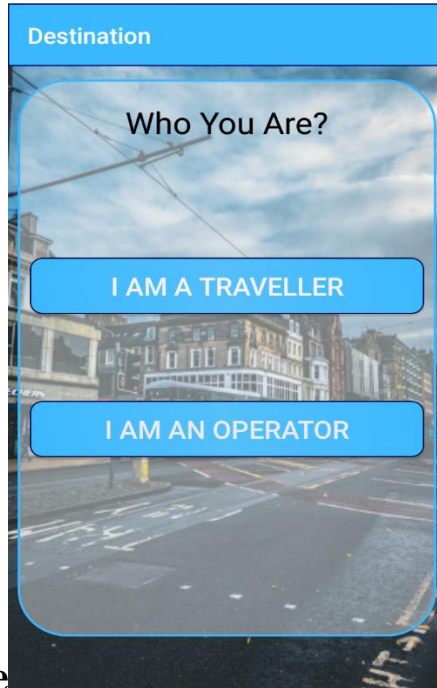 Destination
Who You Are?
I AM A TRAVELLER
I AM AN OPERATOR
e